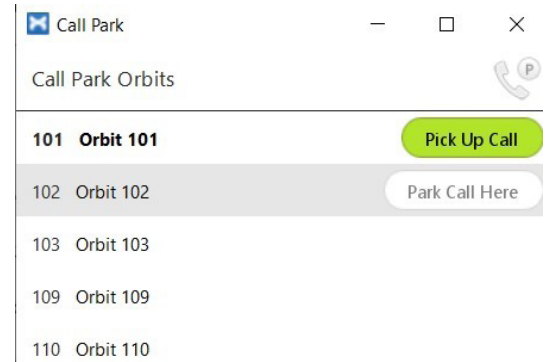 Call Park
Call Park Orbits
P
101 Orbit 101 Pick Up Call
102 Orbit 102 Park Call Here
103 Orbit 103
109 Orbit 109
110 Orbit 110